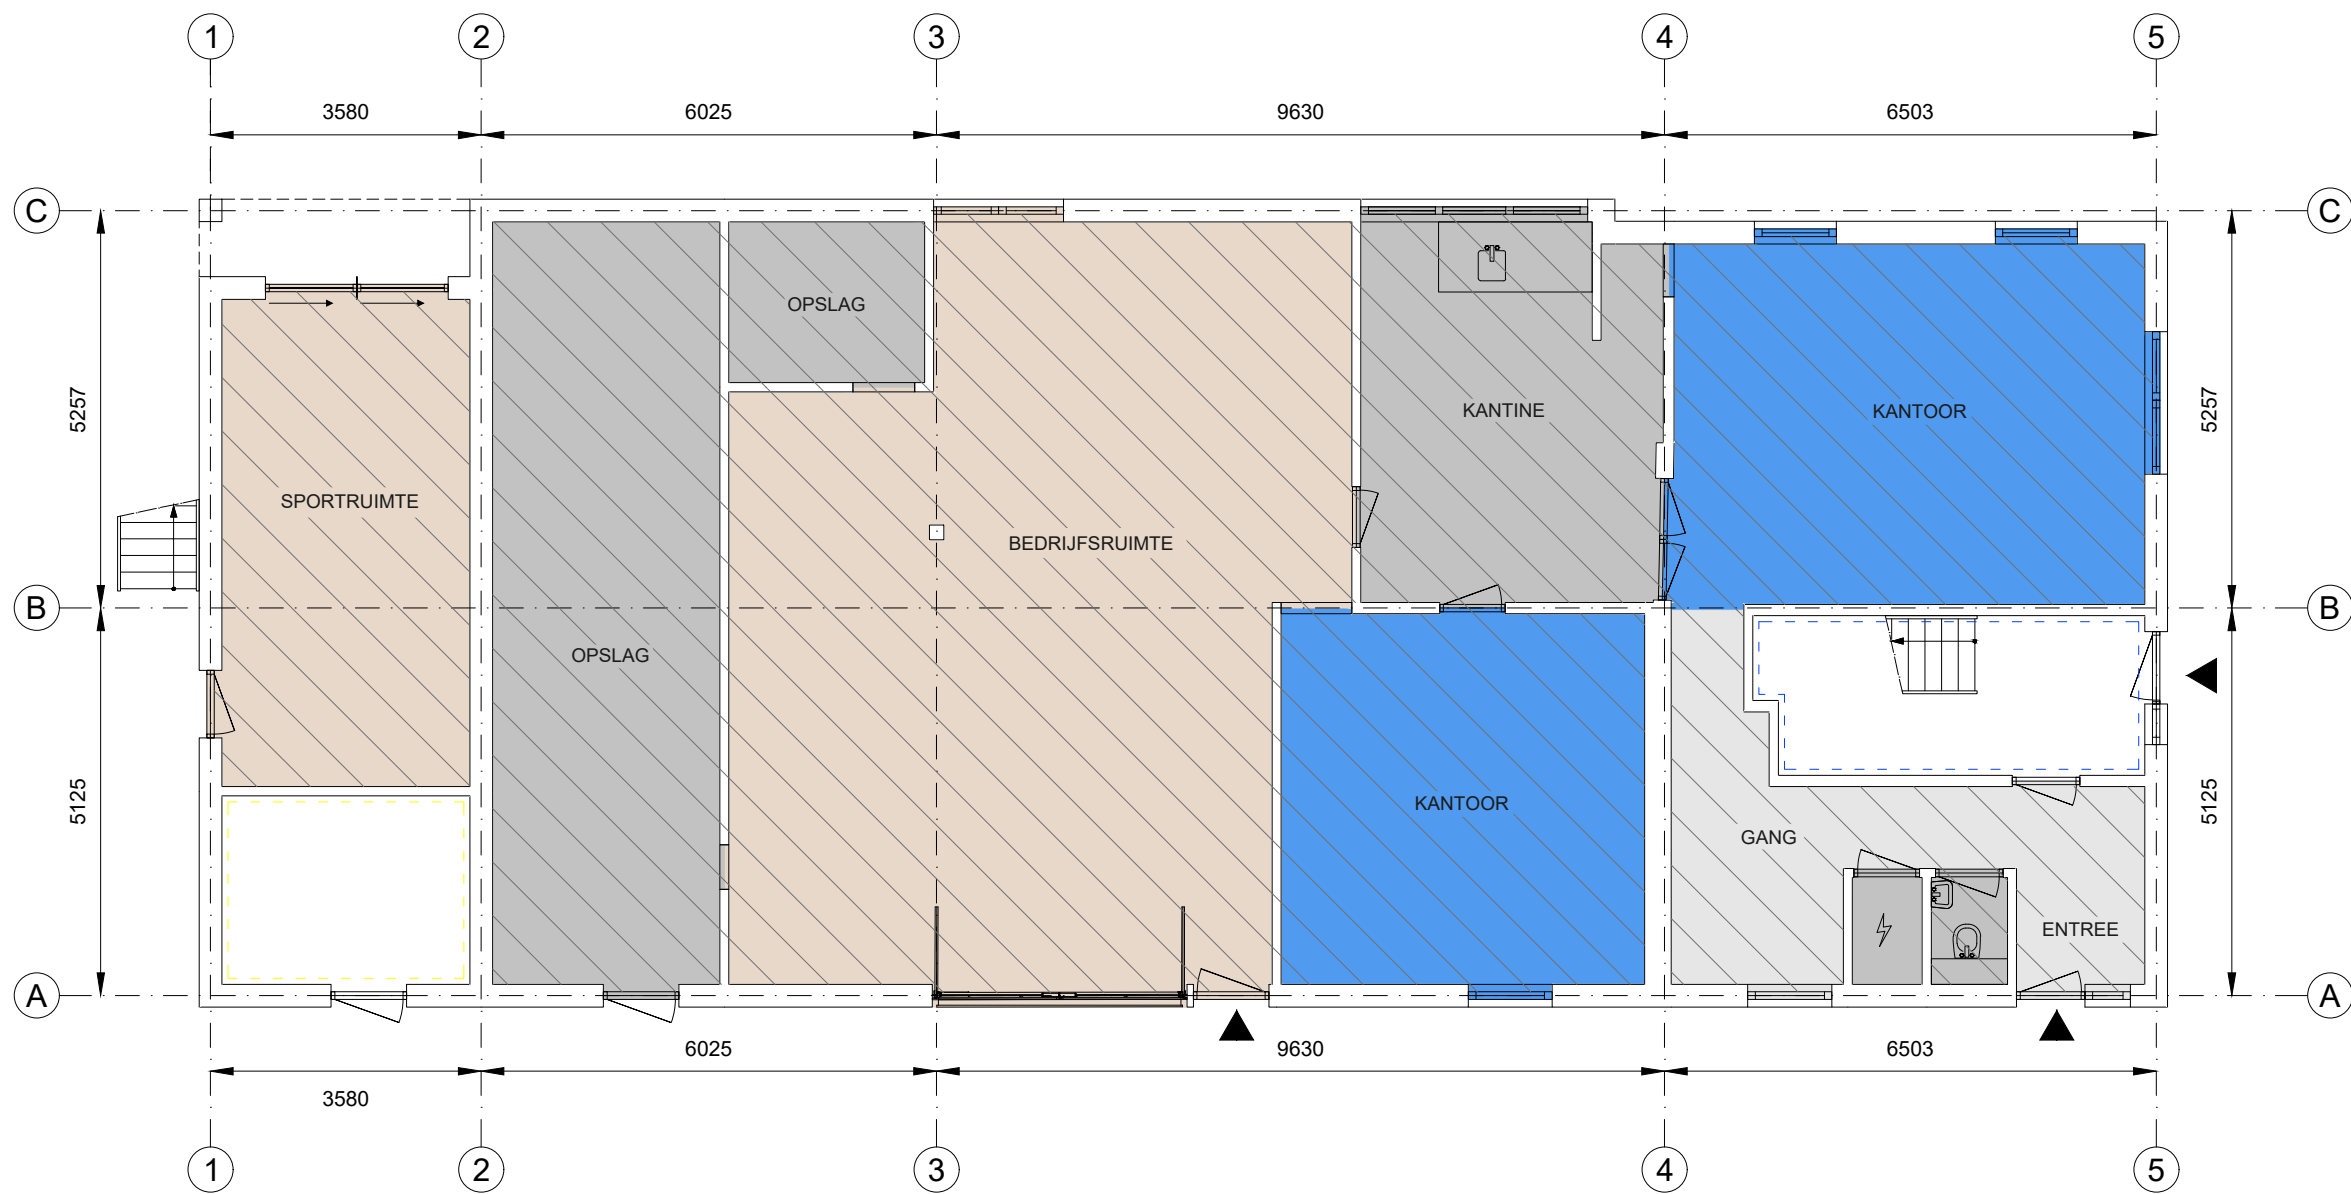 1 2 3 4 5
3580 6025 9630 6503
C C
OPSLAG
5257 KANTINE KANTOOR 5257
SPORTRUIMTE
BEDRIJFSRUIMTE
B B
OPSLAG
5125 KANTOOR 5125
GANG
ENTREE
A A
6025 9630 6503
3580
1 2 3 4 5